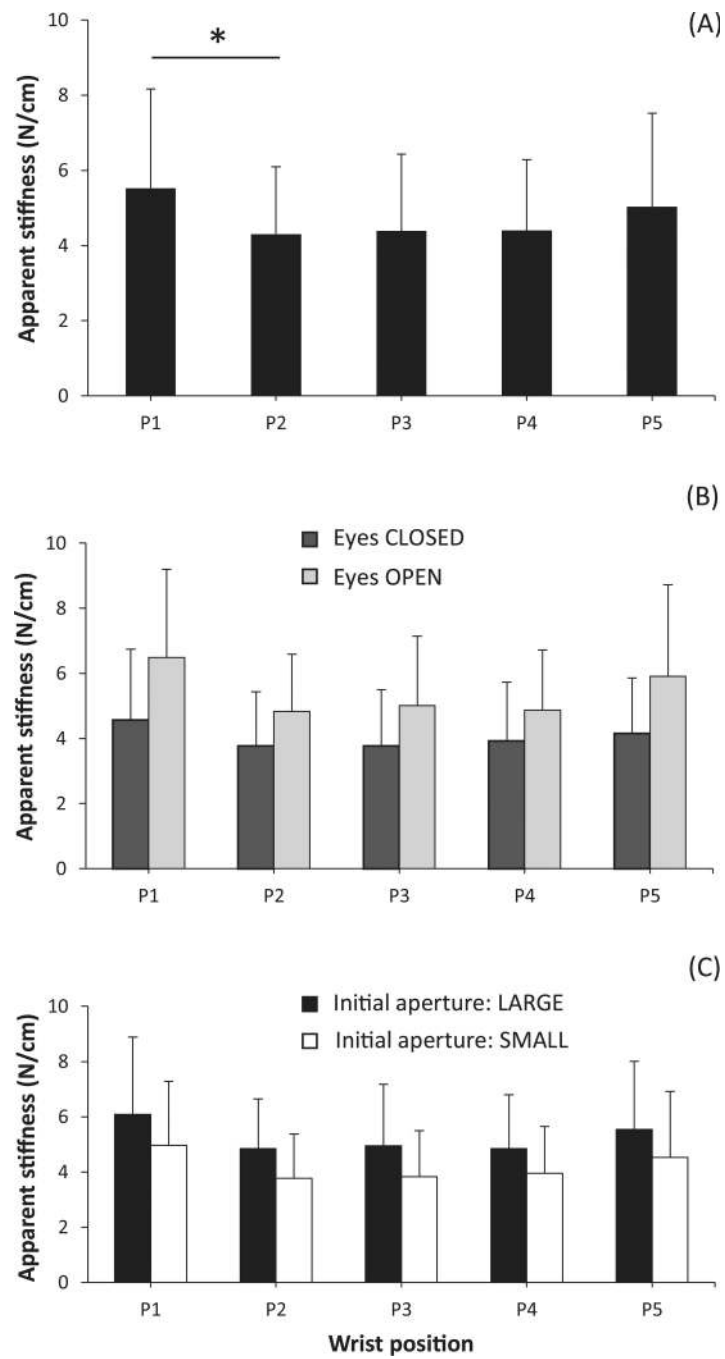 (A)
*
10
8
6
4
2
0
Apparent stiffness (N/cm)
P1 P2 P3 P4 P5
(B)
Eyes CLOSED
Eyes OPEN
10
8
6
4
2
0
Apparent stiffness (N/cm)
P1 P2 P3 P4 P5
(C)
Initial aperture: LARGE
Initial aperture: SMALL
10
8
6
4
2
0
Apparent stiffness (N/cm)
P1 P2 P3 P4 P5
Wrist position